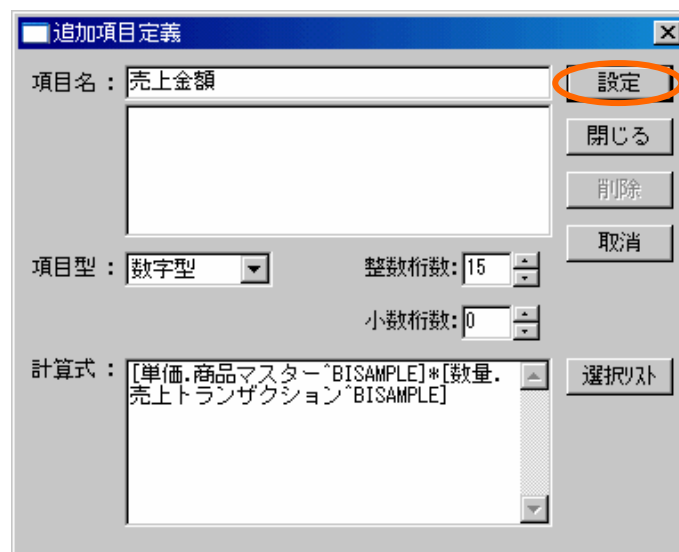 追加項目定義
項目名：売上金額
設定
閉じる
削除
取消
項目型：数字型
整数桁数:15
小数桁数:0
計算式：[単価.商品マスター^BISAMPLE]*[数量.
売上トランザクション^BISAMPLE]
選択リスト